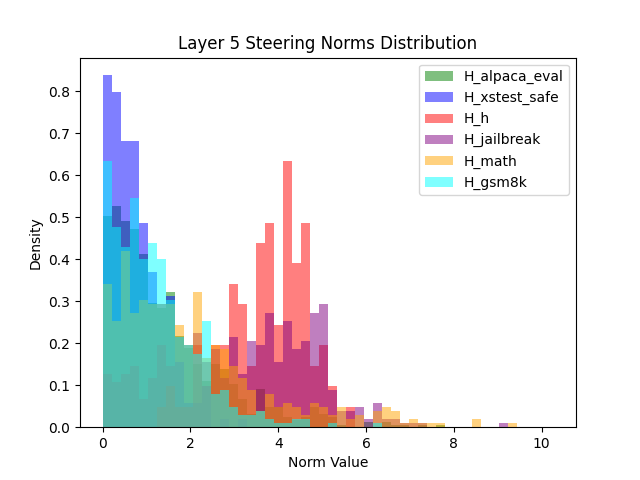 Layer 5 Steering Norms Distribution
H_alpaca_eval
H_xstest_safe
H_h
H_jailbreak
H_math
H_gsm8k
Density
0.8
0.7
0.6
0.5
0.4
0.3
0.2
0.1
0.0
0 2 4 6 8 10
Norm Value